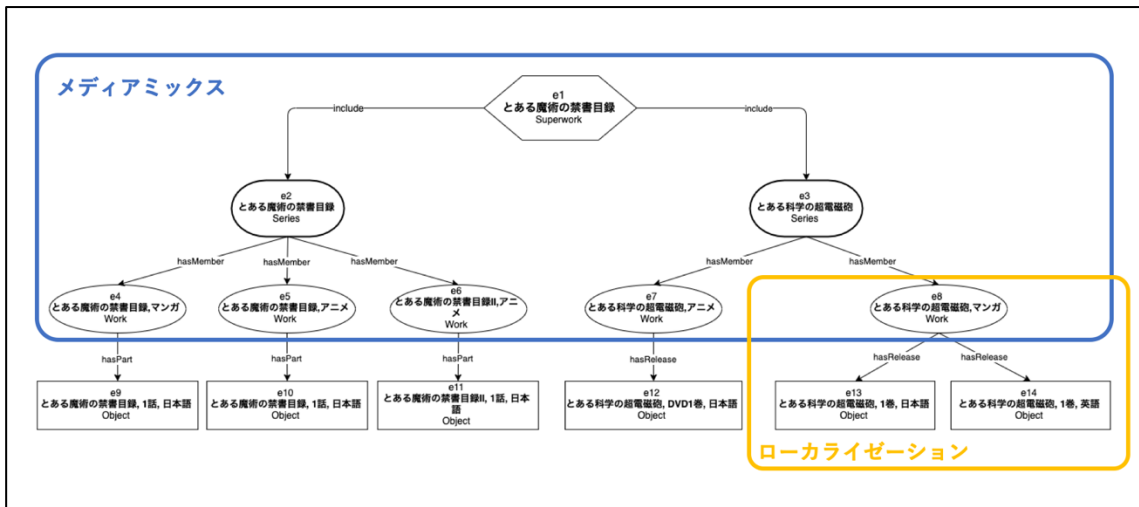 メディアミックス
e1
とある魔術の禁書目録
Superwork
include
include
e2
とある魔術の禁書目録
Series
e3
とある科学の超電磁砲
Series
hasMember
hasMember
hasMember
hasMember
hasMember
e4
とある魔術の禁書目録,マンガ
Work
e5
とある魔術の禁書目録,アニメ
Work
e6
とある魔術の禁書目録II,アニ
メ
Work
e7
とある科学の超電磁砲,アニメ
Work
e8
とある科学の超電磁砲,マンガ
Work
hasPart
hasPart
hasPart
hasRelease
hasRelease
hasRelease
e9
とある魔術の禁書目録, 1話, 日本語
Object
e10
とある魔術の禁書目録, 1話, 日本語
Object
e11
とある魔術の禁書目録II, 1話, 日本
語
Object
e12
とある科学の超電磁砲, DVD1巻, 日本語
Object
e13
とある科学の超電磁砲, 1巻, 日本語
Object
e14
とある科学の超電磁砲, 1巻, 英語
Object
ローカライゼーション